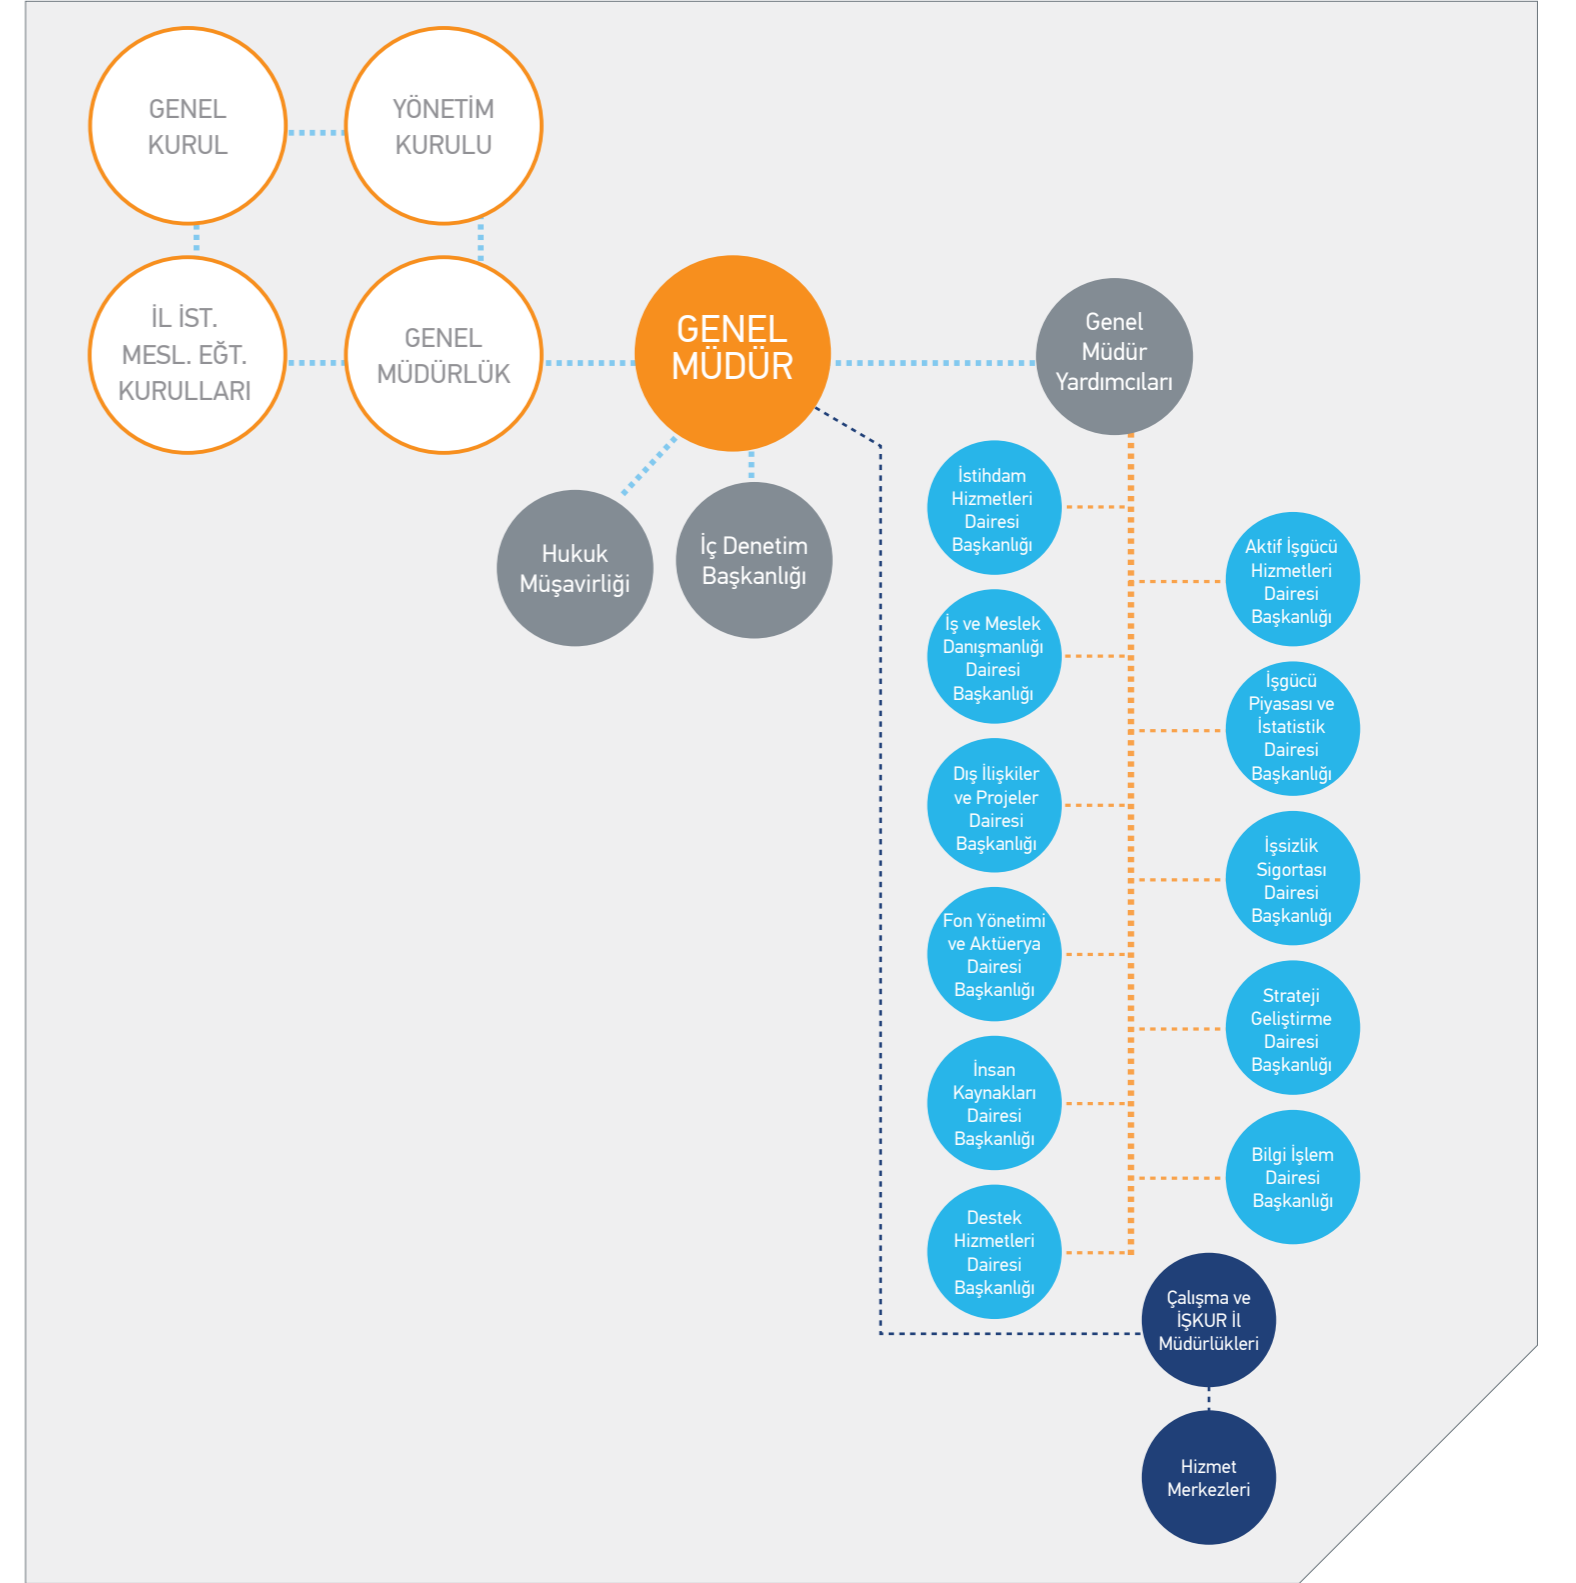 GENEL
KURUL
YÖNETİM
KURULU
İL İST.
MESL. EĞT.
KURULLARI
GENEL
MÜDÜRLÜK
GENEL
MÜDÜR
Genel
Müdür
Yardımcıları
Hukuk
Müşavirliği
İç Denetim
Başkanlığı
İstihdam
Hizmetleri
Dairesi
Başkanlığı
Aktif İşgücü
Hizmetleri
Dairesi
Başkanlığı
İş ve Meslek
Danışmanlığı
Dairesi
Başkanlığı
İşgücü
Piyasası ve
İstatistik
Dairesi
Başkanlığı
Dış İlişkiler
ve Projeler
Dairesi
Başkanlığı
İşsizlik
Sigortası
Dairesi
Başkanlığı
Fon Yönetimi
ve Aktüerya
Dairesi
Başkanlığı
Strateji
Geliştirme
Dairesi
Başkanlığı
İnsan
Kaynakları
Dairesi
Başkanlığı
Bilgi İşlem
Dairesi
Başkanlığı
Destek
Hizmetleri
Dairesi
Başkanlığı
Çalışma ve
İŞKUR İl
Müdürlükleri
Hizmet
Merkezleri